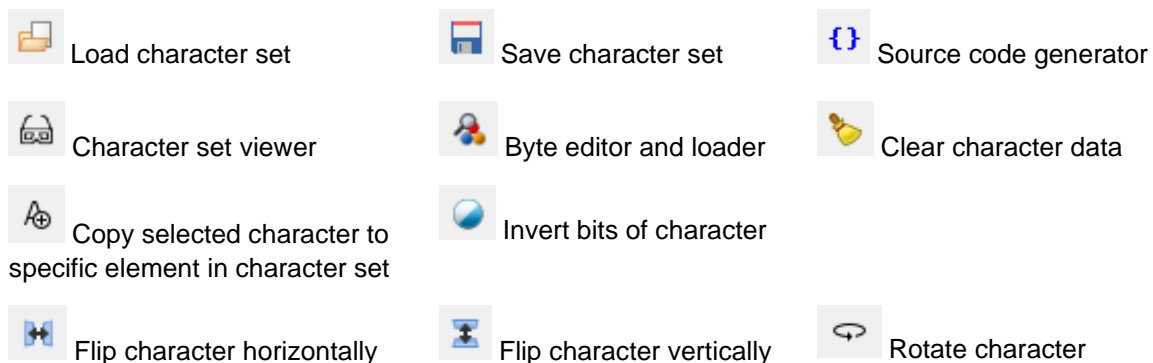 Load character set
Save character set
{} Source code generator
Character set viewer
Byte editor and loader
Clear character data
Copy selected character to
specific element in character set
Invert bits of character
Flip character horizontally
Flip character vertically
Rotate character